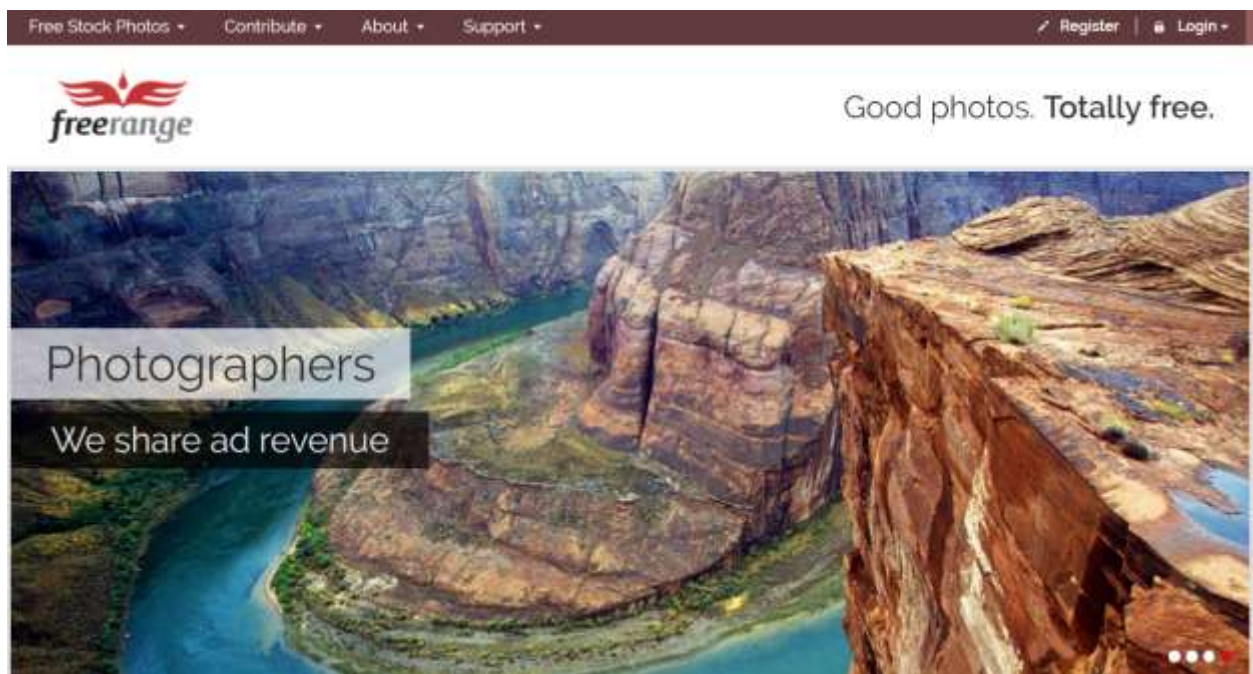 Free Stock Photos Contribute About Support Register | Login
freerange
Good photos. Totally free.
Photographers
We share ad revenue